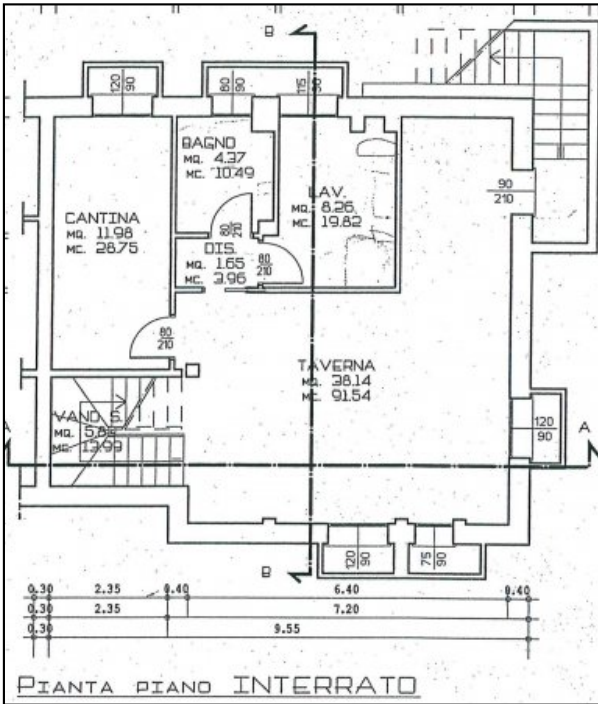 B
120
90
80
90
115
90
BAGNO
MQ. 4.37
MC. 10.49
LAV.
MQ. 8.26
MC. 19.82
90
210
CANTINA
MQ. 11.98
MC. 28.75
80
210
DIS.
MQ. 1.65
MC. 3.96
80
210
80
210
TAVERNA
MQ. 38.14
MC. 91.54
VANO S.
MQ.
MC. 13.99
120
90
A
A
120
90
75
90
B
0.30 2.35 0.40 6.40 0.40
0.30 2.35 7.20
0.30 9.55
PIANTA PIANO INTERRATO